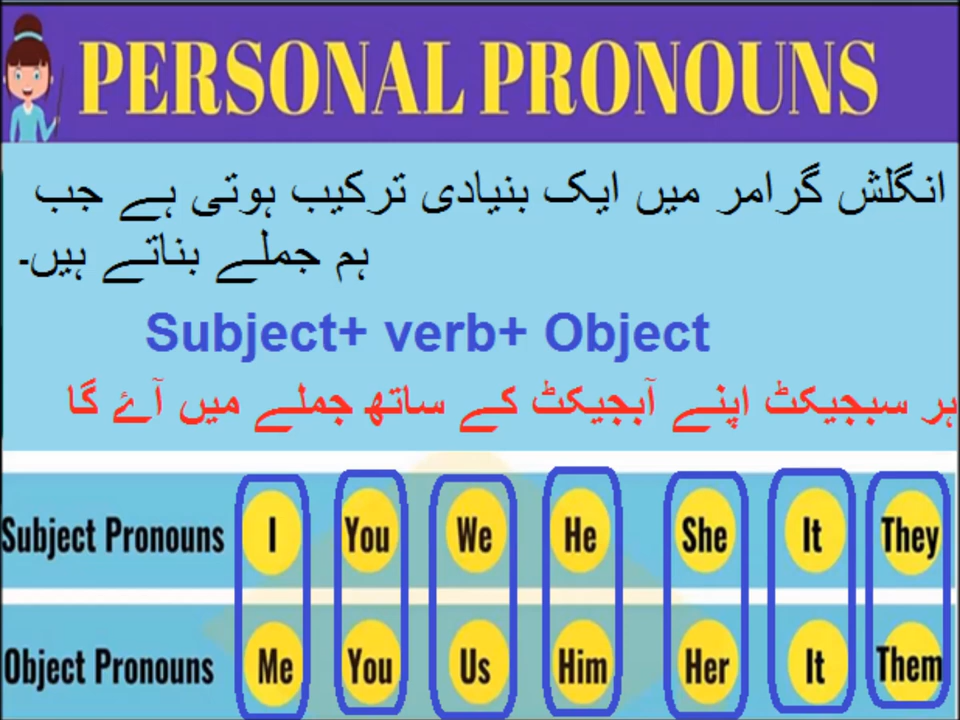 PERSONAL PRONOUNS
انگلش گرامر میں ایک بنیادی ترکیب ہوتی ہے جب
ہم جملے بناتے ہیں۔
Subject+ verb+ Object
ہر سبجیکٹ اپنے آبجیکٹ کے ساتھ جملے میں آۓ گا
Subject Pronouns I You We He She It They
Object Pronouns Me You Us Him Her It Them